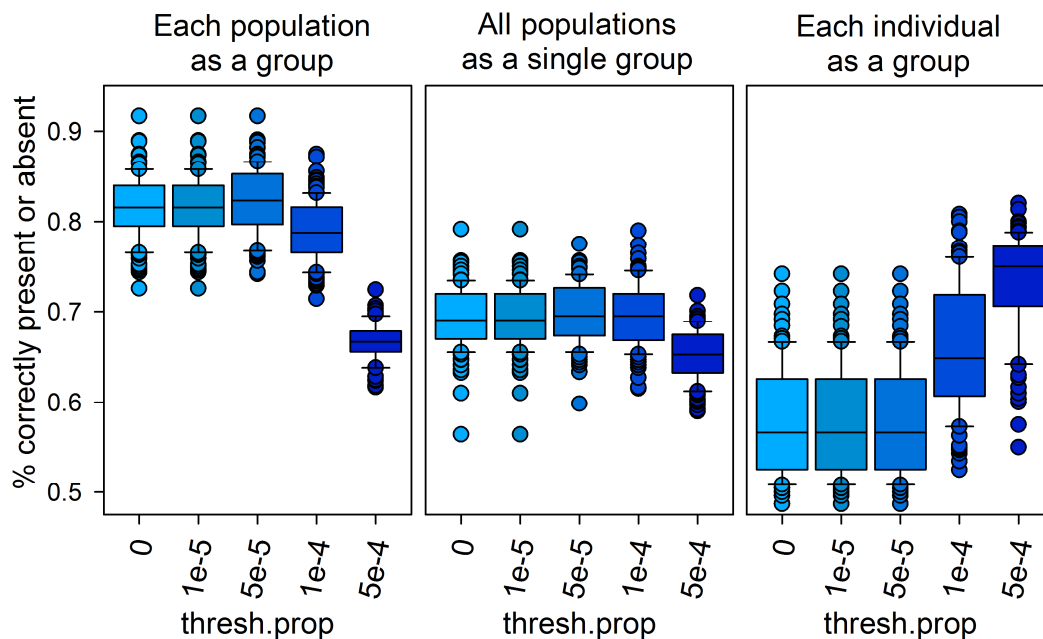 Each population
as a group
All populations
as a single group
Each individual
as a group
% correctly present or absent
0.9
0.8
0.7
0.6
0.5
0
1e-5
5e-5
1e-4
5e-4
0
1e-5
5e-5
1e-4
5e-4
0
1e-5
5e-5
1e-4
5e-4
thresh.prop
thresh.prop
thresh.prop